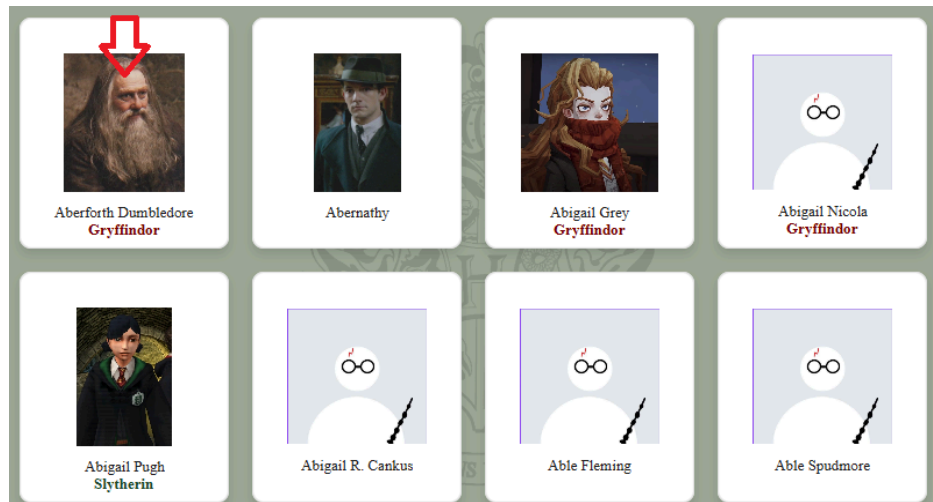 Aberforth Dumbledore
Gryffindor
Abernathy
Abigail Grey
Gryffindor
Abigail Nicola
Gryffindor
Abigail Pugh
Slytherin
Abigail R. Cankus
Able Fleming
Able Spudmore